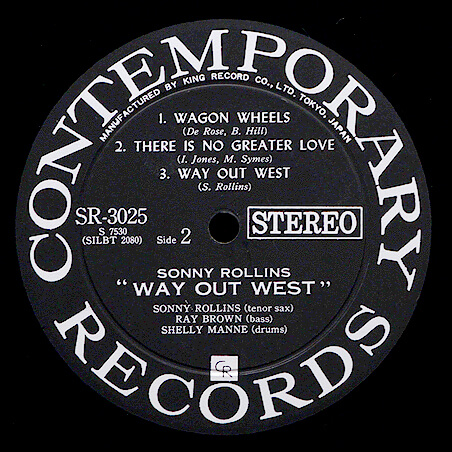 CONTEMPORARY RECORDS
MANUFACTURED BY KING RECORD CO., LTD. TOKYO, JAPAN
1. WAGON WHEELS
(De Rose, B. Hill)
2. THERE IS NO GREATER LOVE
(I. Jones, M. Symes)
3. WAY OUT WEST
(S. Rollins)
SR-3025
S 7530
(SILBT 2080)
Side 2
STEREO
SONNY ROLLINS
"WAY OUT WEST"
SONNY ROLLINS (tenor sax)
RAY BROWN (bass)
SHELLY MANNE (drums)
CR